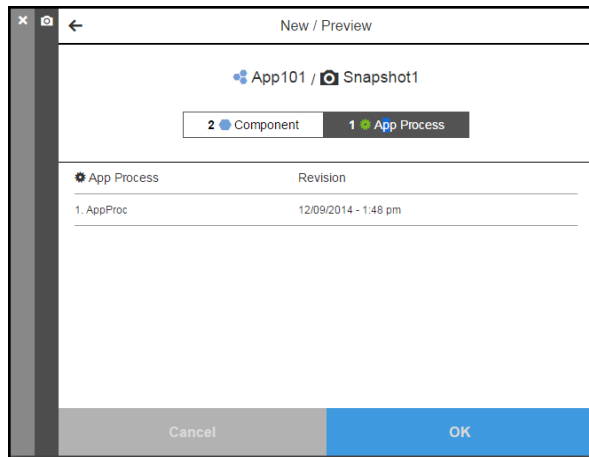 New / Preview
App101 / Snapshot1
2 Component 1 App Process
App Process Revision
1. AppProc 12/09/2014 - 1:48 pm
Cancel OK